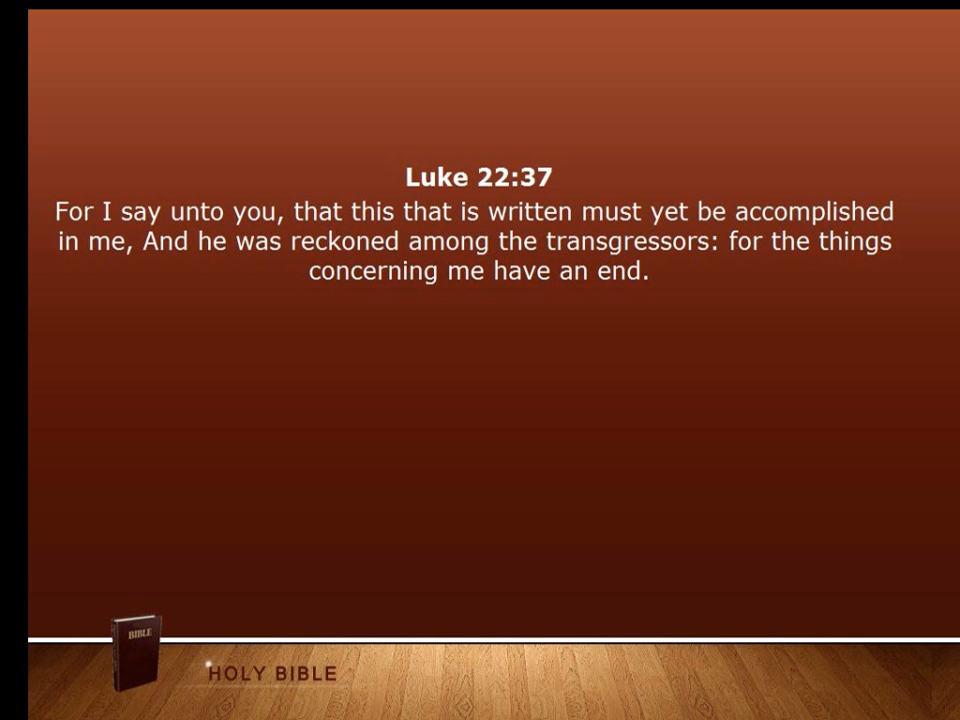 Luke 22:37
For I say unto you, that this that is written must yet be accomplished
in me, And he was reckoned among the transgressors: for the things
concerning me have an end.
BIBLE
HOLY BIBLE